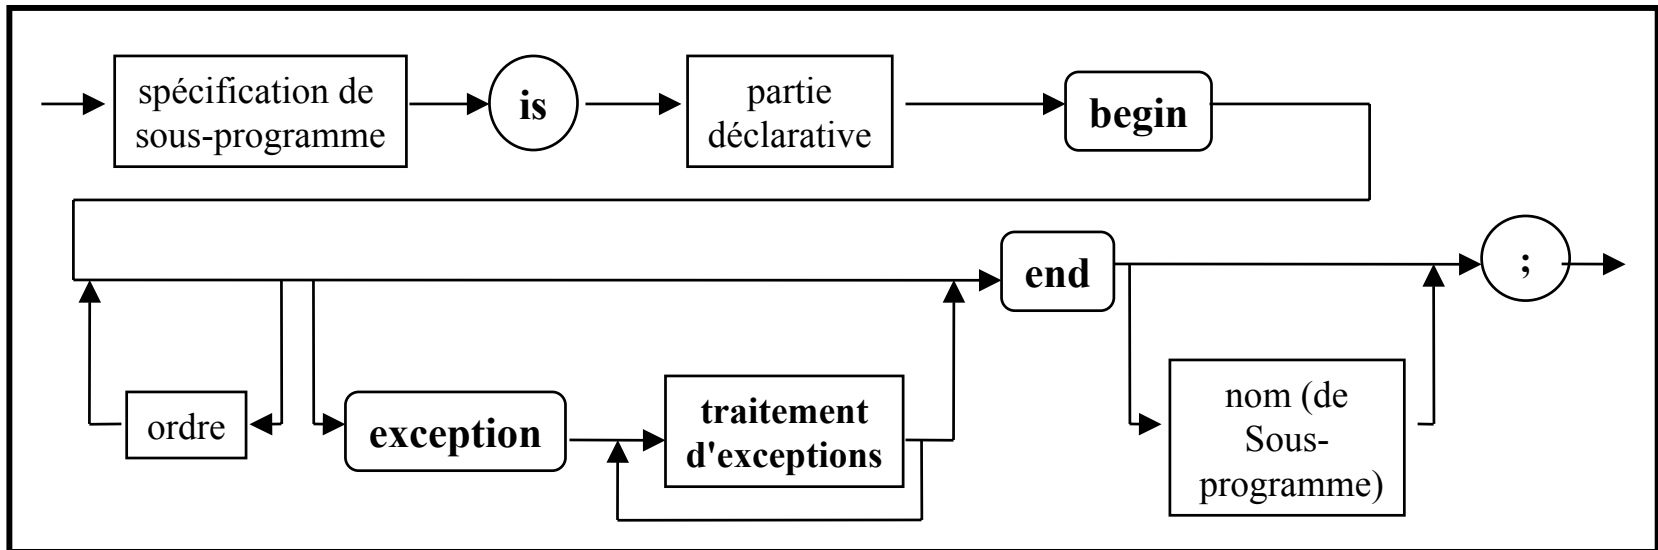 spécification de
sous-programme
is
partie
déclarative
begin
end
;
ordre
exception
traitement
d'exceptions
nom (de
Sous-
programme)